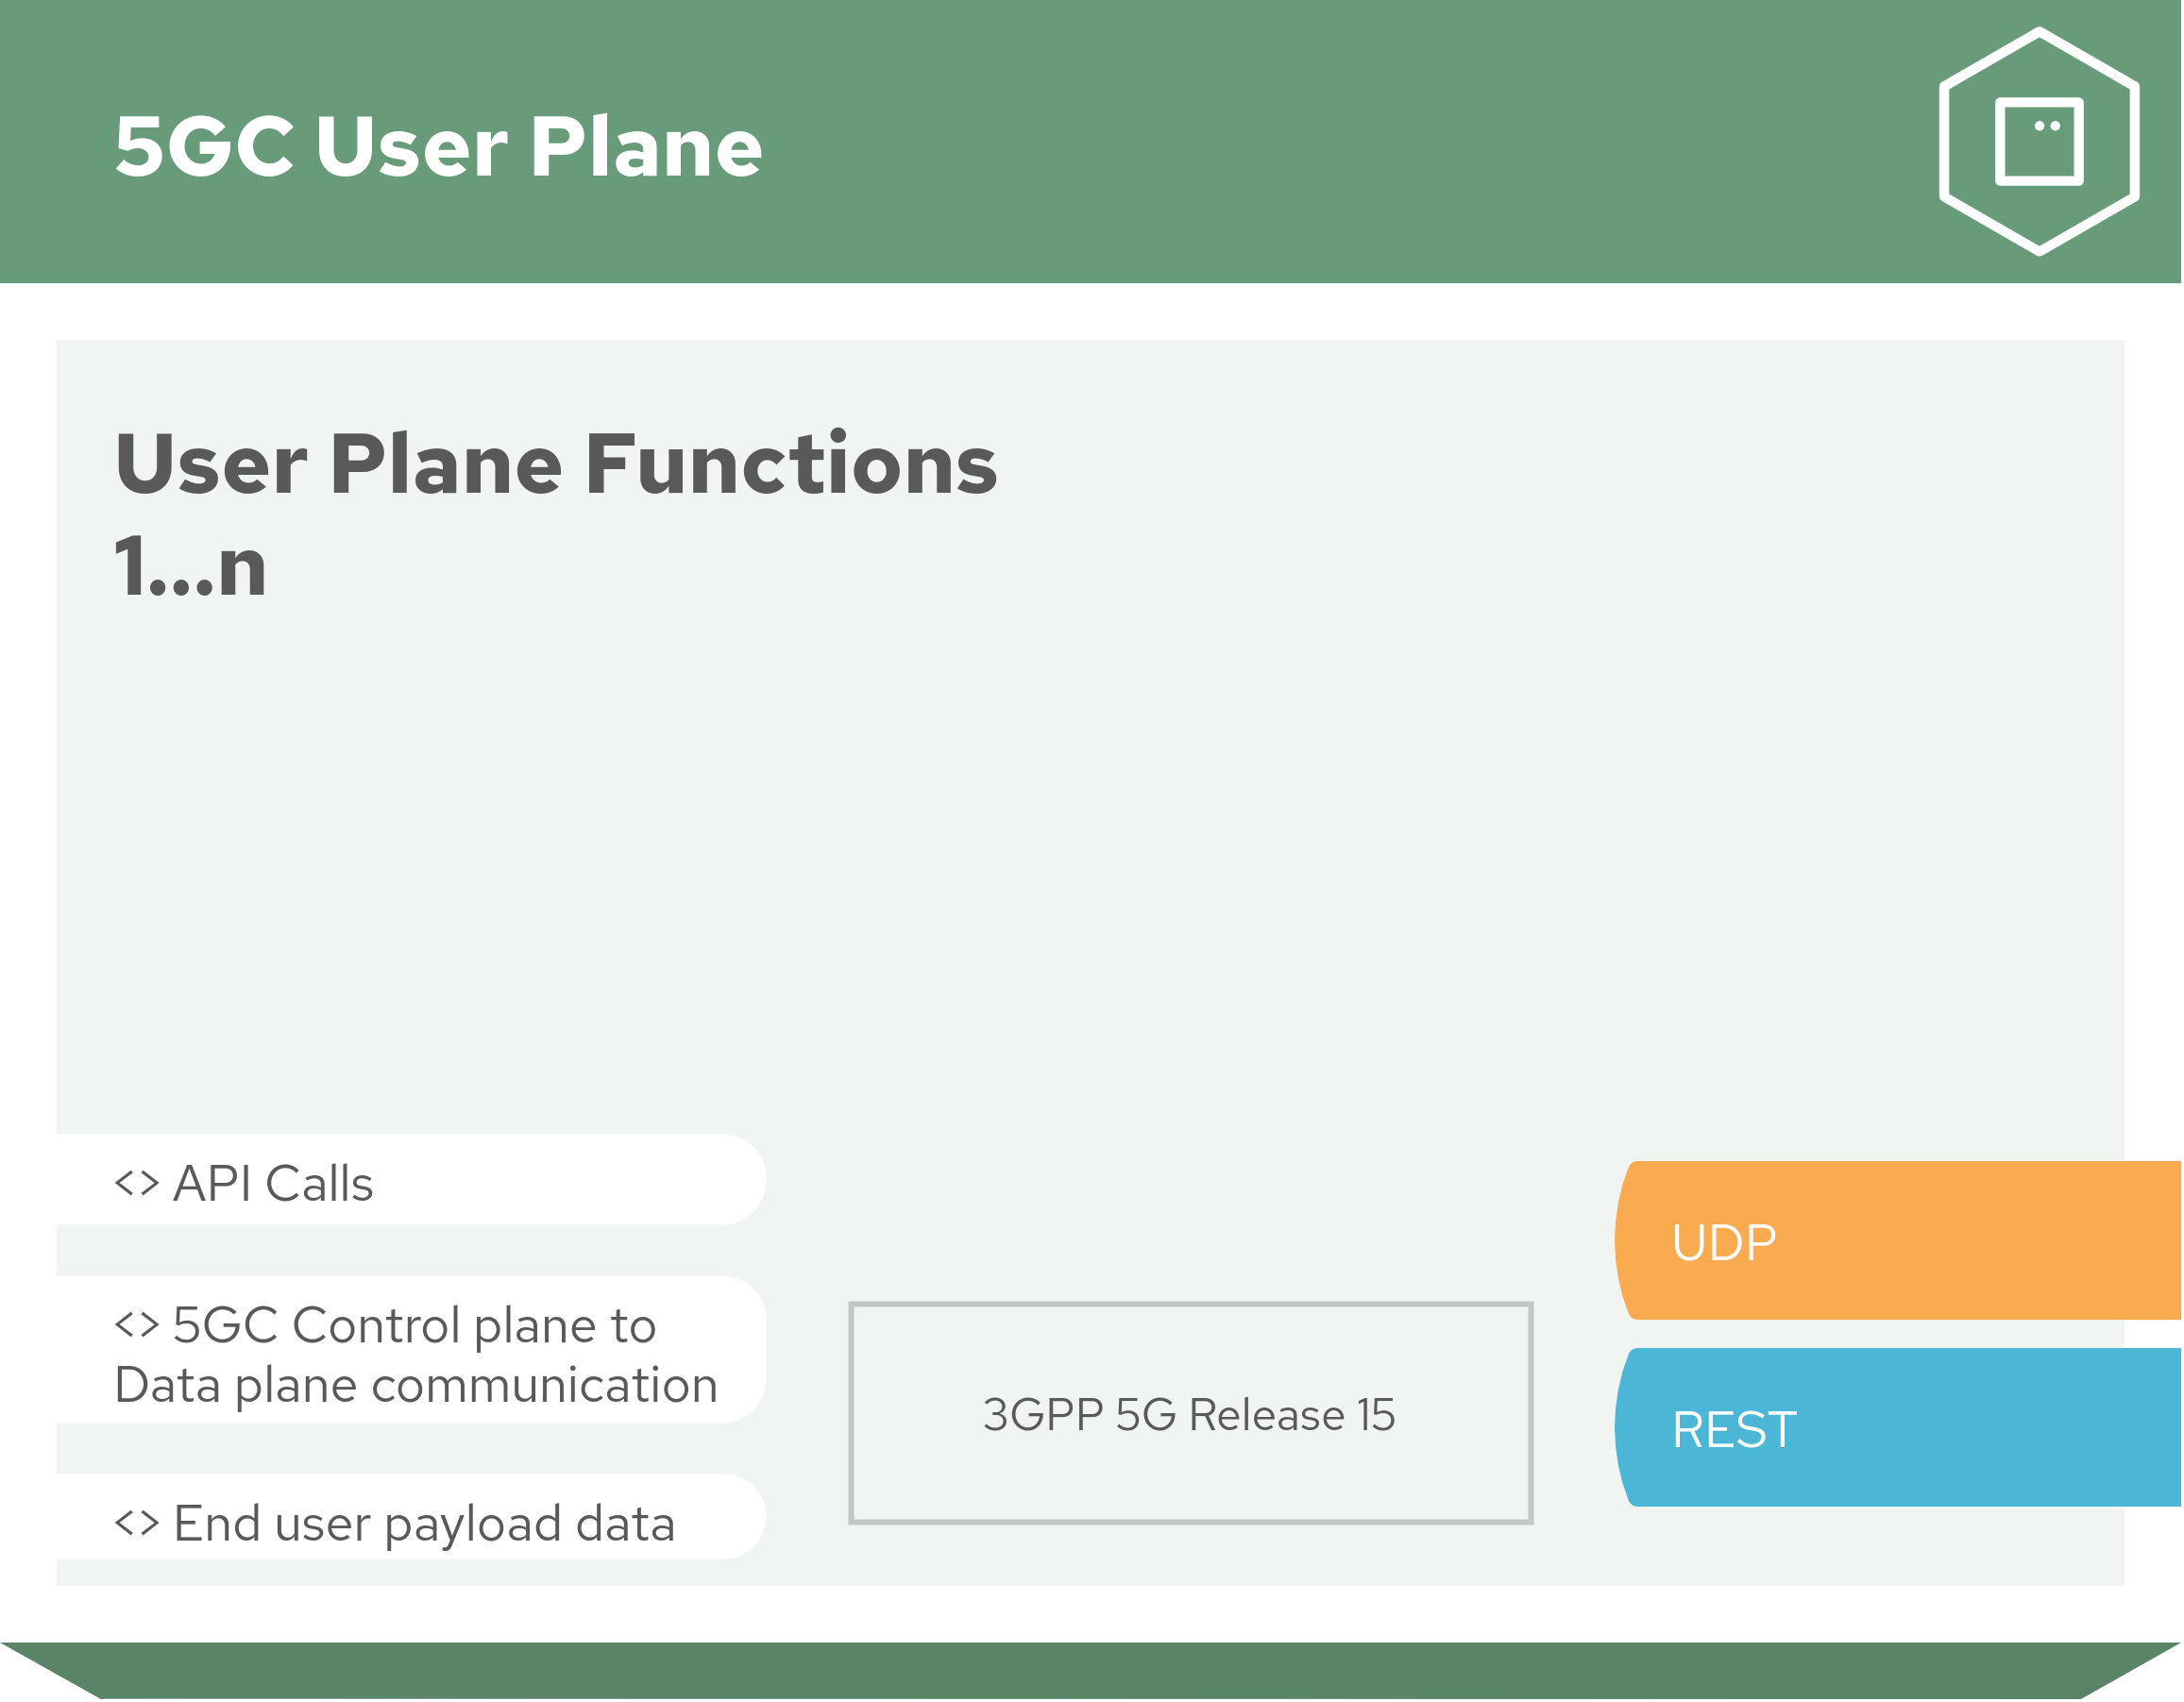 5GC User Plane
User Plane Functions
1...n
<> API Calls
<> 5GC Control plane to
Data plane communication
<> End user payload data
3GPP 5G Release 15
UDP
REST